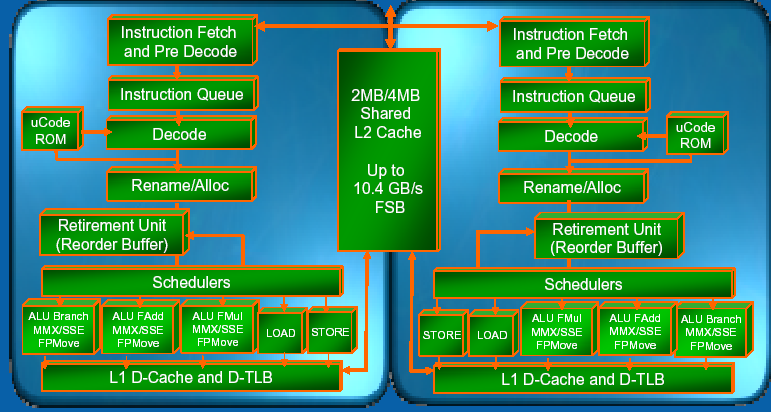 Instruction Fetch
and Pre Decode
Instruction Queue
uCode
ROM
Decode
Rename/Alloc
Retirement Unit
(Reorder Buffer)
Schedulers
ALU Branch
MMX/SSE
FPMove
ALU FAdd
MMX/SSE
FPMove
ALU FMul
MMX/SSE
FPMove
LOAD
STORE
L1 D-Cache and D-TLB
2MB/4MB
Shared
L2 Cache
Up to
10.4 GB/s
FSB
Instruction Fetch
and Pre Decode
Instruction Queue
Decode
uCode
ROM
Rename/Alloc
Retirement Unit
(Reorder Buffer)
Schedulers
STORE
LOAD
ALU FMul
MMX/SSE
FPMove
ALU FAdd
MMX/SSE
FPMove
ALU Branch
MMX/SSE
FPMove
L1 D-Cache and D-TLB